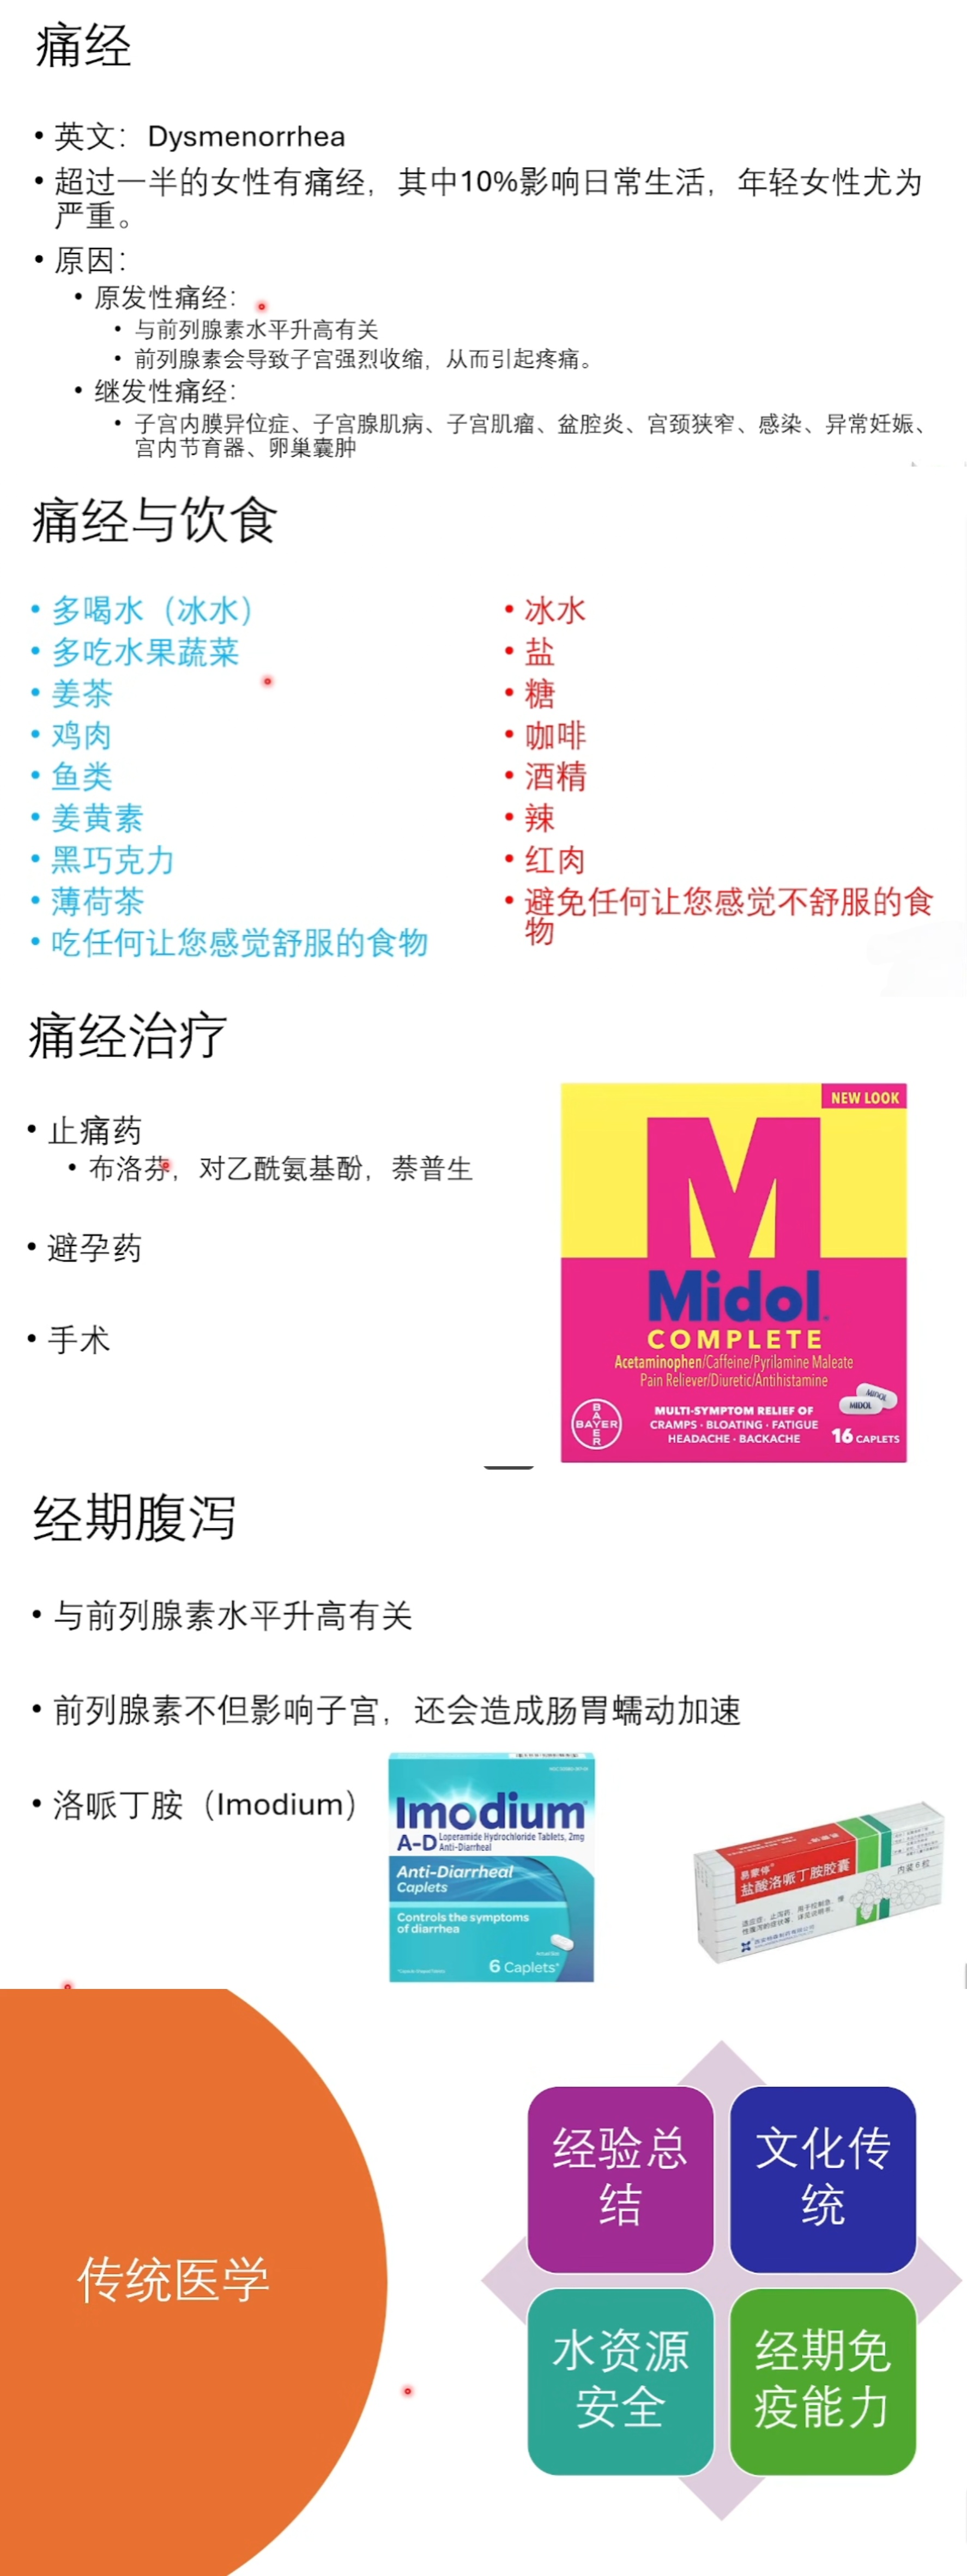 痛经
• 英文：Dysmenorrhea
• 超过一半的女性有痛经，其中10%影响日常生活，年轻女性尤为
严重。
• 原因：
• 原发性痛经：
• 与前列腺素水平升高有关
• 前列腺素会导致子宫强烈收缩，从而引起疼痛。
• 继发性痛经：
• 子宫内膜异位症、子宫腺肌病、子宫肌瘤、盆腔炎、宫颈狭窄、感染、异常妊娠、
宫内节育器、卵巢囊肿
痛经与饮食
• 多喝水（冰水）
• 多吃水果蔬菜
• 姜茶
• 鸡肉
• 鱼类
• 姜黄素
• 黑巧克力
• 薄荷茶
• 吃任何让您感觉舒服的食物
• 冰水
• 盐
• 糖
• 咖啡
• 酒精
• 辣
• 红肉
• 避免任何让您感觉不舒服的食
物
痛经治疗
• 止痛药
• 布洛芬，对乙酰氨基酚，萘普生
• 避孕药
• 手术
NEW LOOK
M
Midol
COMPLETE
Acetaminophen/Caffeine/Pyrilamine Maleate
Pain Reliever/Diuretic/Antihistamine
MIDOL
MIDOL
MULTI-SYMPTOM RELIEF OF
CRAMPS · BLOATING · FATIGUE
HEADACHE · BACKACHE
BAYER
16 CAPLETS
经期腹泻
• 与前列腺素水平升高有关
• 前列腺素不但影响子宫，还会造成肠胃蠕动加速
• 洛哌丁胺（Imodium）
Imodium
A-D Loperamide Hydrochloride Tablets, 2mg
Anti-Diarrheal
Anti-Diarrheal
Caplets
Controls the symptoms
of diarrhea
6 Caplets*
易蒙停
盐酸洛哌丁胺胶囊
内装6粒
传统医学
经验总
结
文化传
统
水资源
安全
经期免
疫能力